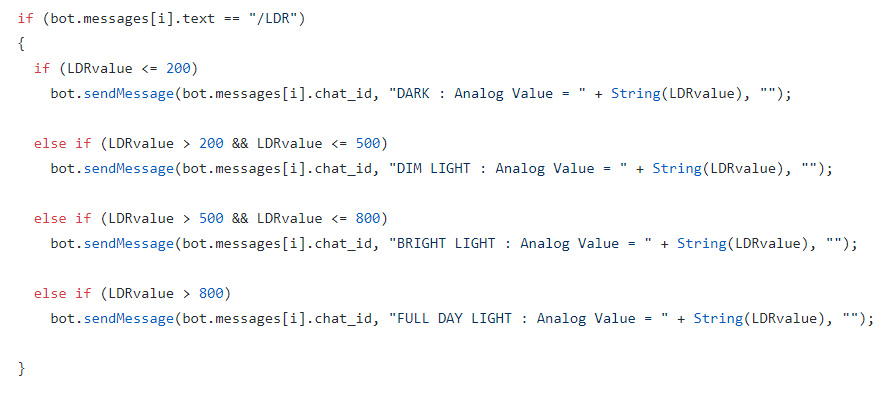 if (bot.messages[i].text == "/LDR")
{
  if (LDRvalue <= 200)
    bot.sendMessage(bot.messages[i].chat_id, "DARK : Analog Value = " + String(LDRvalue), "");

  else if (LDRvalue > 200 && LDRvalue <= 500)
    bot.sendMessage(bot.messages[i].chat_id, "DIM LIGHT : Analog Value = " + String(LDRvalue), "");

  else if (LDRvalue > 500 && LDRvalue <= 800)
    bot.sendMessage(bot.messages[i].chat_id, "BRIGHT LIGHT : Analog Value = " + String(LDRvalue), "");

  else if (LDRvalue > 800)
    bot.sendMessage(bot.messages[i].chat_id, "FULL DAY LIGHT : Analog Value = " + String(LDRvalue), "");

}